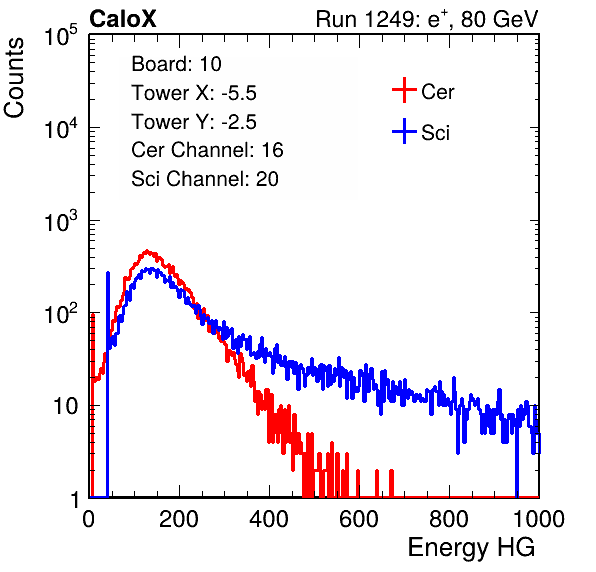 CaloX Run 1249: e⁺, 80 GeV
Counts
Board: 10
Tower X: -5.5
Tower Y: -2.5
Cer Channel: 16
Sci Channel: 20
Cer
Sci
10⁵
10⁴
10³
10²
10
1
0 200 400 600 800 1000
Energy HG